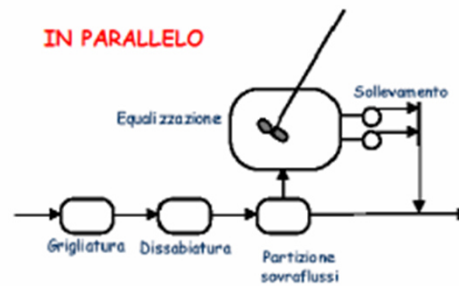 IN PARALLELO
Sollevamento
Equalizzazione
Grigliatura
Dissabiatura
Partizione
sovraflussi